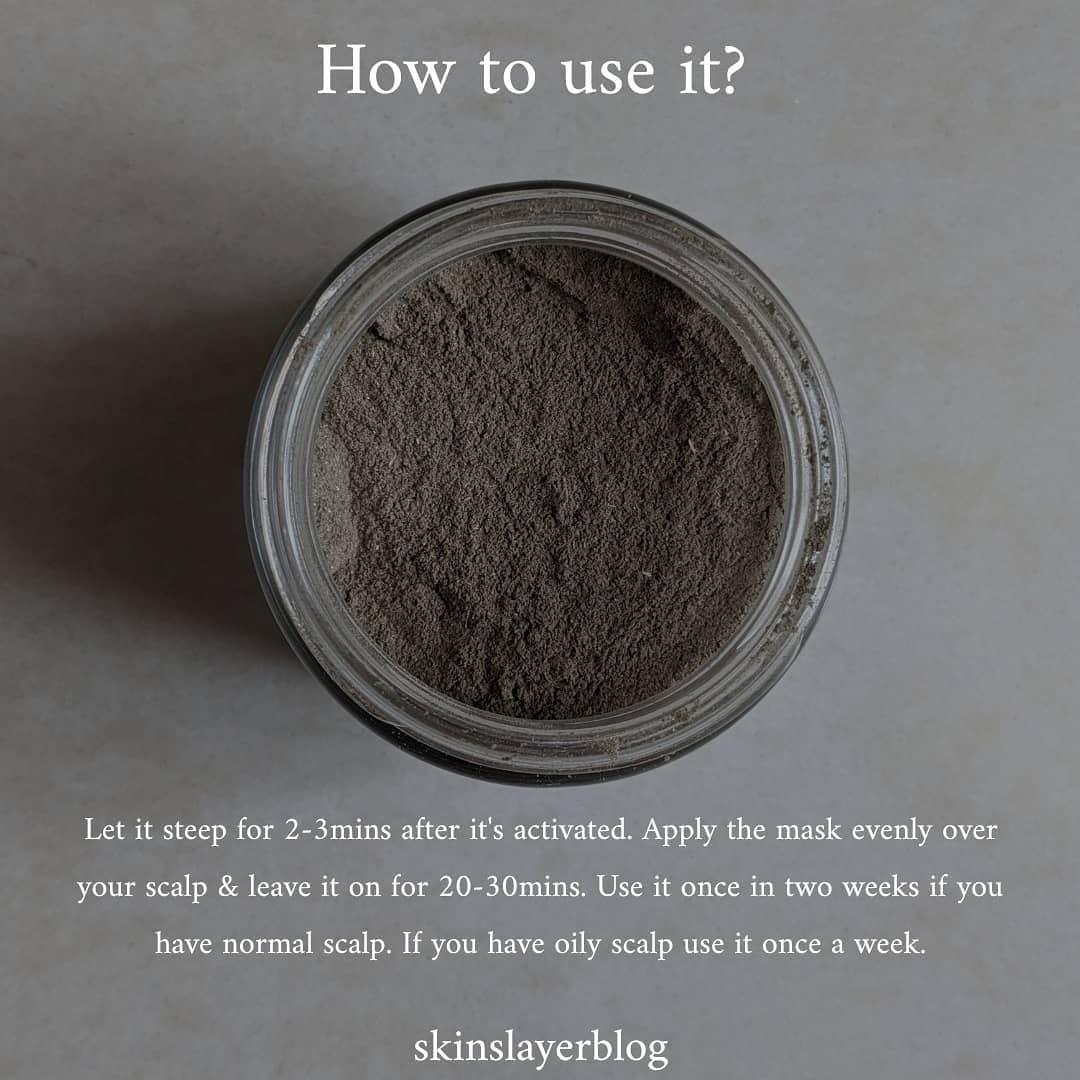 How to use it?
Let it steep for 2-3mins after it's activated. Apply the mask evenly over
your scalp & leave it on for 20-30mins. Use it once in two weeks if you
have normal scalp. If you have oily scalp use it once a week.
skinslayerblog